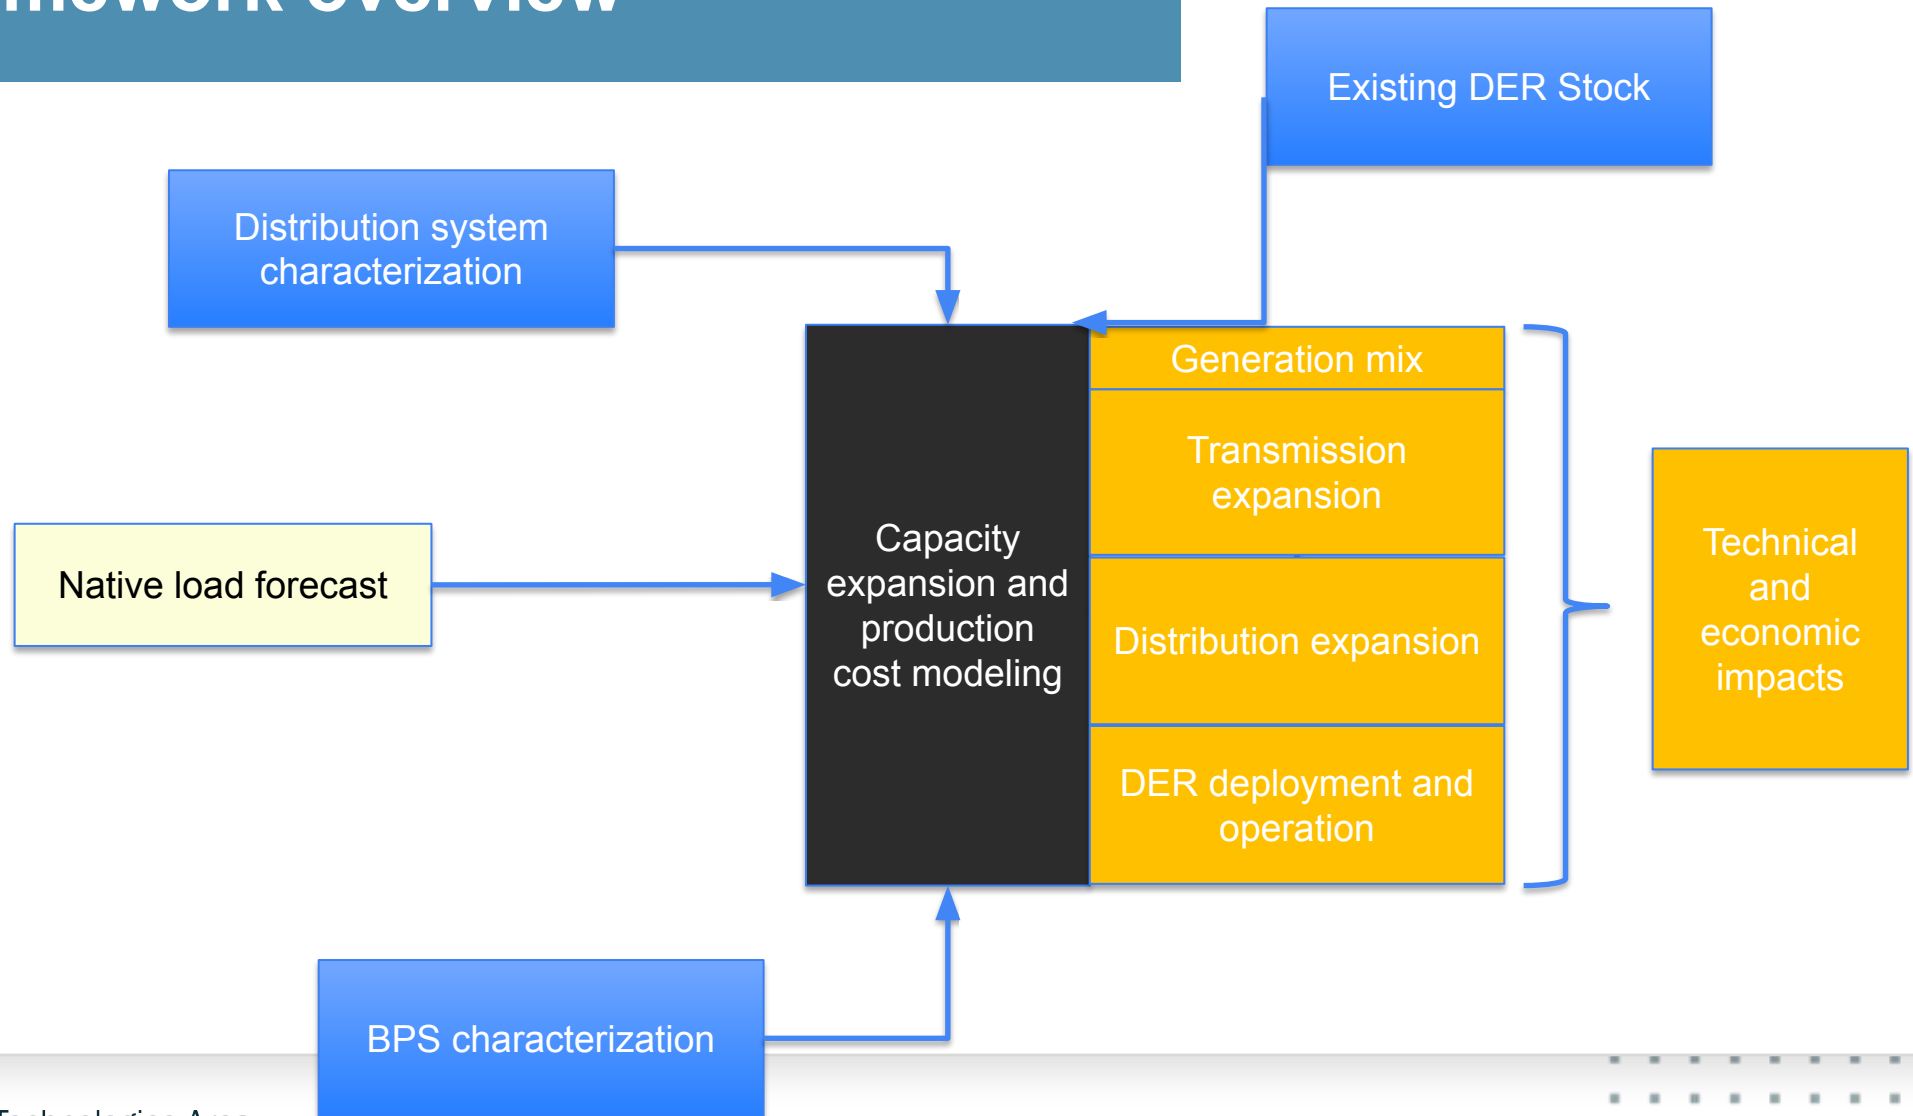 overview
Existing DER Stock
Distribution system
characterization
Generation mix
Transmission
expansion
Capacity
expansion and
production
cost modeling
Native load forecast
Distribution expansion
Technical
and
economic
impacts
DER deployment and
operation
BPS characterization